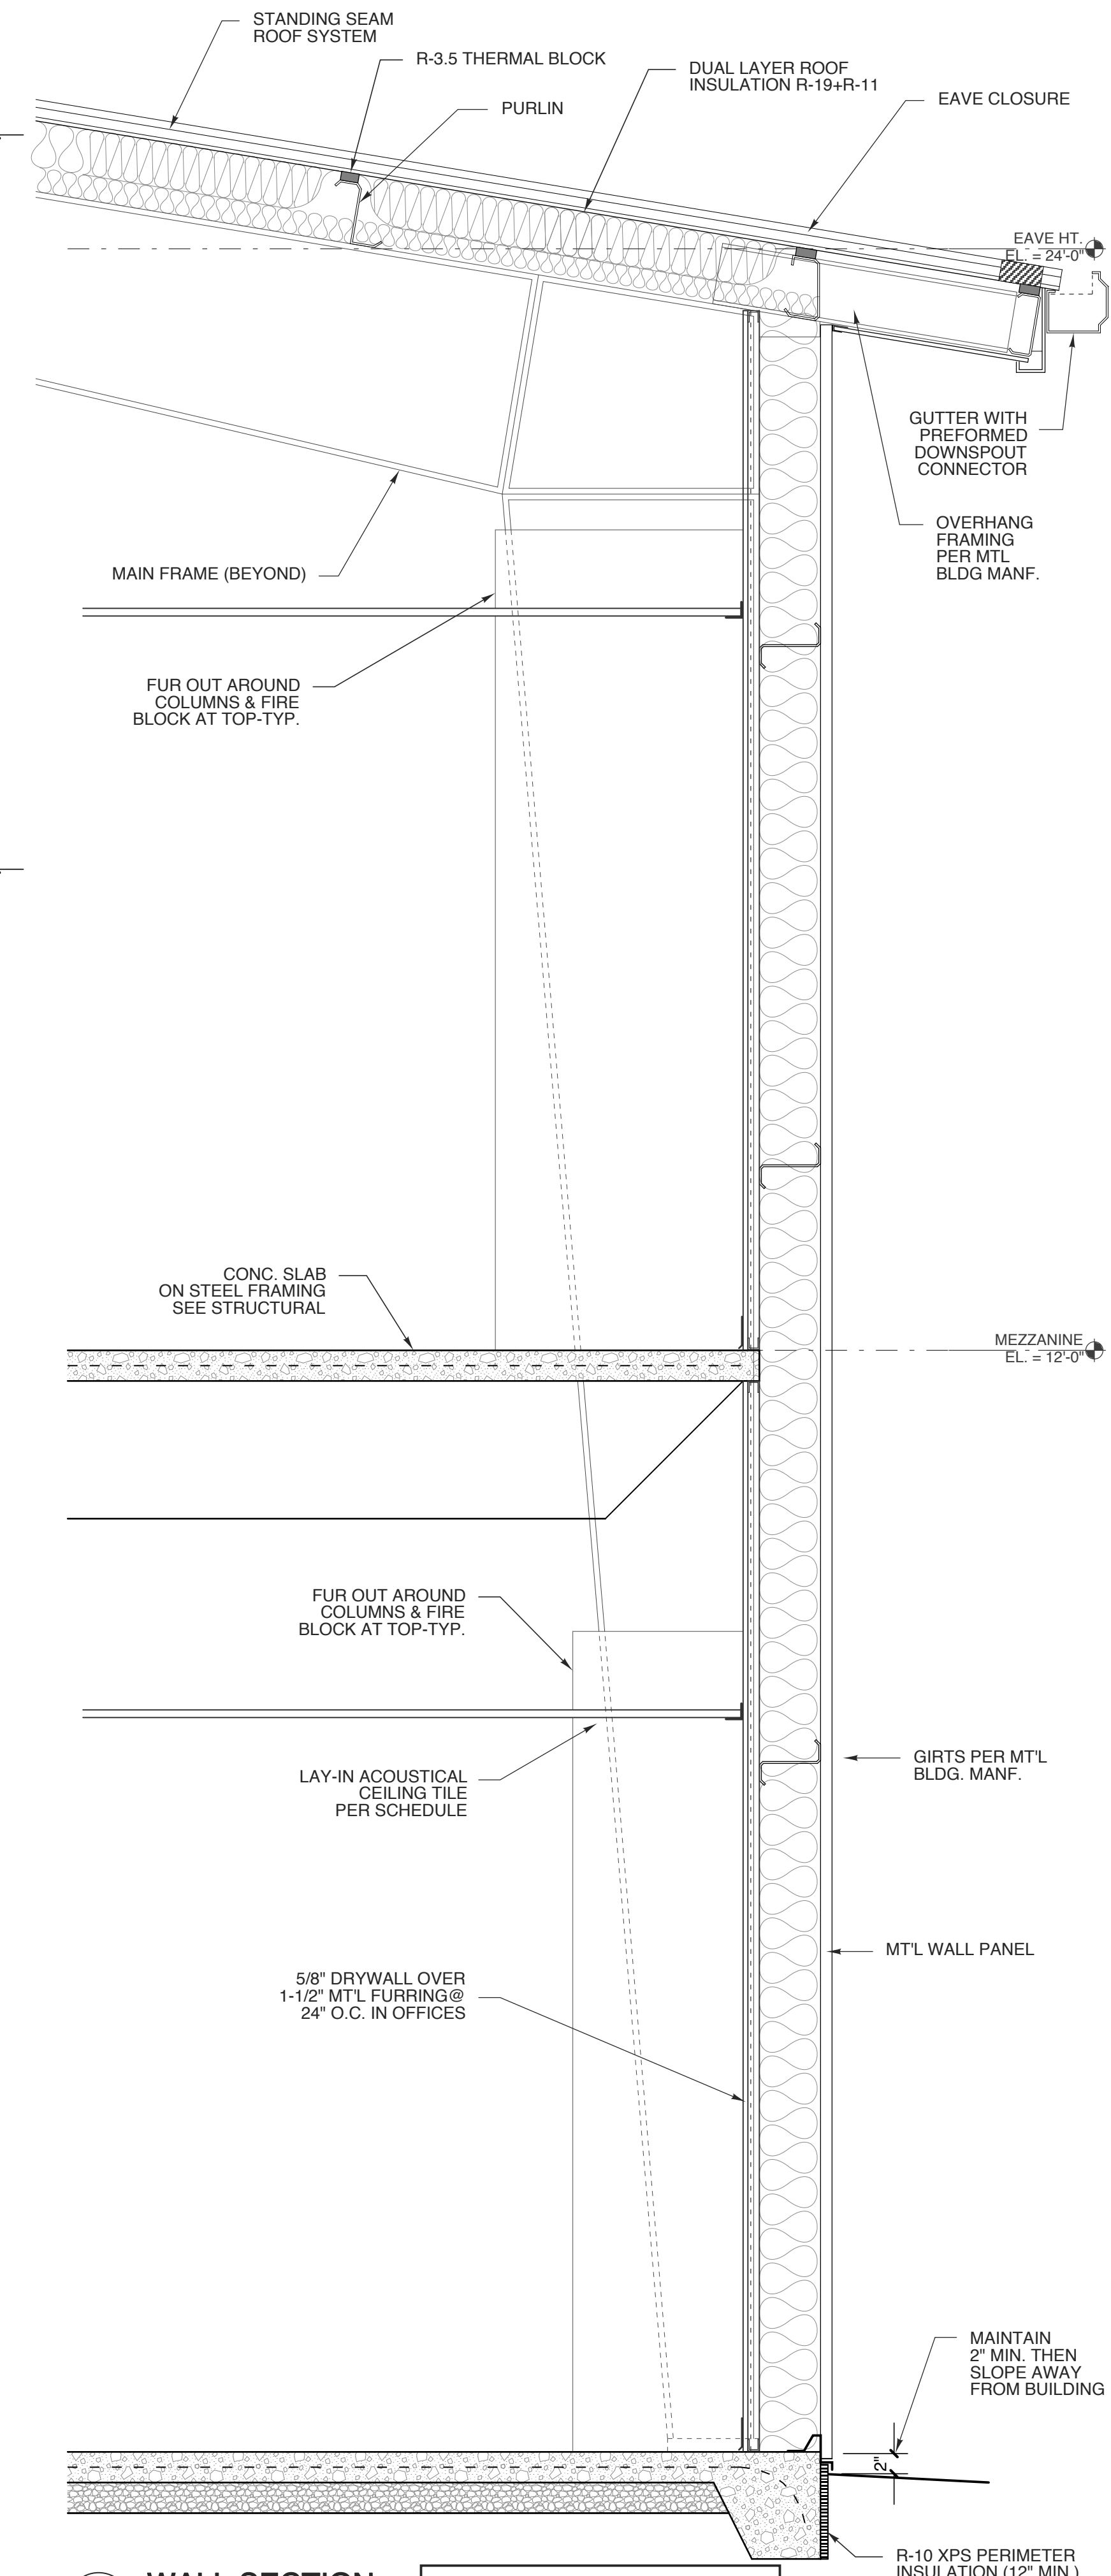 STANDING SEAM
ROOF SYSTEM
R-3.5 THERMAL BLOCK
DUAL LAYER ROOF
INSULATION R-19+R-11
PURLIN
EAVE CLOSURE
EAVE HT.
EL. = 24'-0"
GUTTER WITH
PREFORMED
DOWNSPOUT
CONNECTOR
OVERHANG
FRAMING
PER MTL
BLDG MANF.
MAIN FRAME (BEYOND)
FUR OUT AROUND
COLUMNS & FIRE
BLOCK AT TOP-TYP.
CONC. SLAB
ON STEEL FRAMING
SEE STRUCTURAL
MEZZANINE
EL. = 12'-0"
FUR OUT AROUND
COLUMNS & FIRE
BLOCK AT TOP-TYP.
LAY-IN ACOUSTICAL
CEILING TILE
PER SCHEDULE
GIRTS PER MT'L
BLDG. MANF.
MT'L WALL PANEL
5/8" DRYWALL OVER
1-1/2" MT'L FURRING@
24" O.C. IN OFFICES
MAINTAIN
2" MIN. THEN
SLOPE AWAY
FROM BUILDING
2"
R-10 XPS PERIMETER
INSULATION (12" MIN.)
WALL SECTION